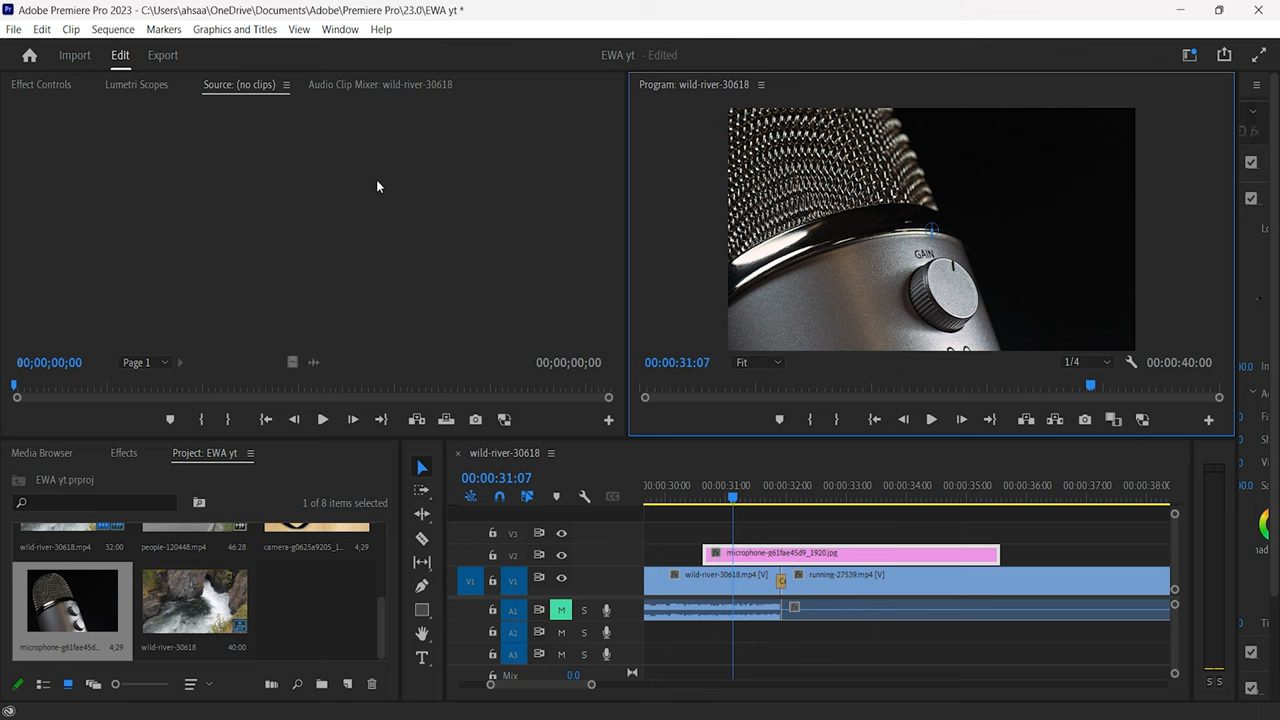 Adobe Premiere Pro 2023 - C:\Users\ahsaa\OneDrive\Documents\Adobe\Premiere Pro\23.0\EWA yt *
File Edit Clip Sequence Markers Graphics and Titles View Window Help
Import Edit Export EWA yt - Edited
Effect Controls Lumetri Scopes Source: (no clips) Audio Clip Mixer: wild-river-30618 Program: wild-river-30618
GAIN
00;00;00;00 Page 1 00;00;00;00 00:00:31:07 Fit 1/4 00:00:40:00
Media Browser Effects Project: EWA yt
wild-river-30618
EWA yt.prproj
00:00:31:07
1 of 8 items selected
00:00:30:00 00:00:31:00 00:00:32:00 00:00:33:00 00:00:34:00 00:00:35:00 00:00:36:00 00:00:37:00 00:00:38:0
wild-river-30618.mp4 32:00 people-120448.mp4 46:28 camera-g0625a9205_1... 4;29
V3
V2 microphone-g61fae45d9_1920.jpg
V1 V1 wild-river-30618.mp4 [V] running-27539.mp4 [V]
A1 M S
A2 M S
A3 M S
microphone-g61fae45d... 4;29 wild-river-30618 40:00
Mix 0.0
S S